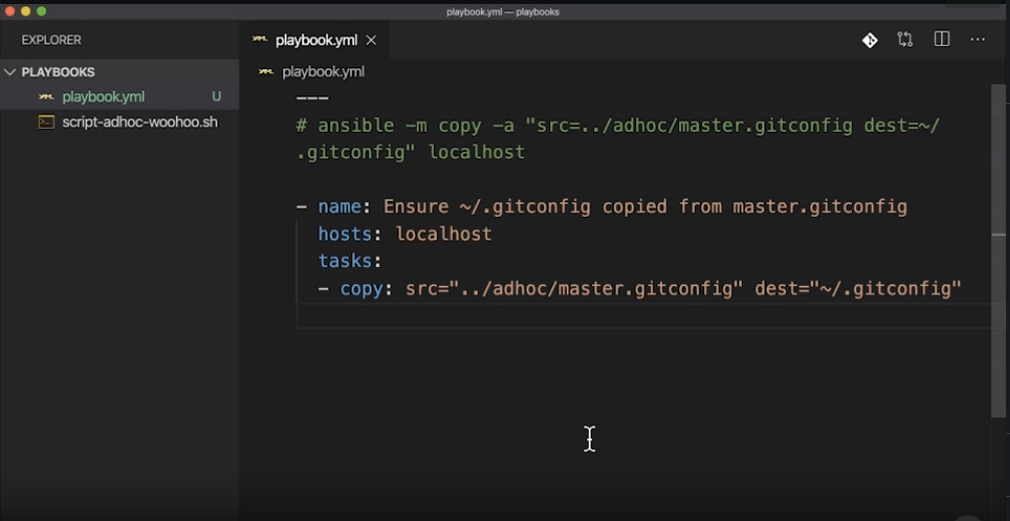 playbook.yml — playbooks
EXPLORER
playbook.yml
PLAYBOOKS
playbook.yml U
script-adhoc-woohoo.sh
playbook.yml
---
# ansible -m copy -a "src=../adhoc/master.gitconfig dest=~/
.gitconfig" localhost
- name: Ensure ~/.gitconfig copied from master.gitconfig
hosts: localhost
tasks:
- copy: src="../adhoc/master.gitconfig" dest="~/.gitconfig"